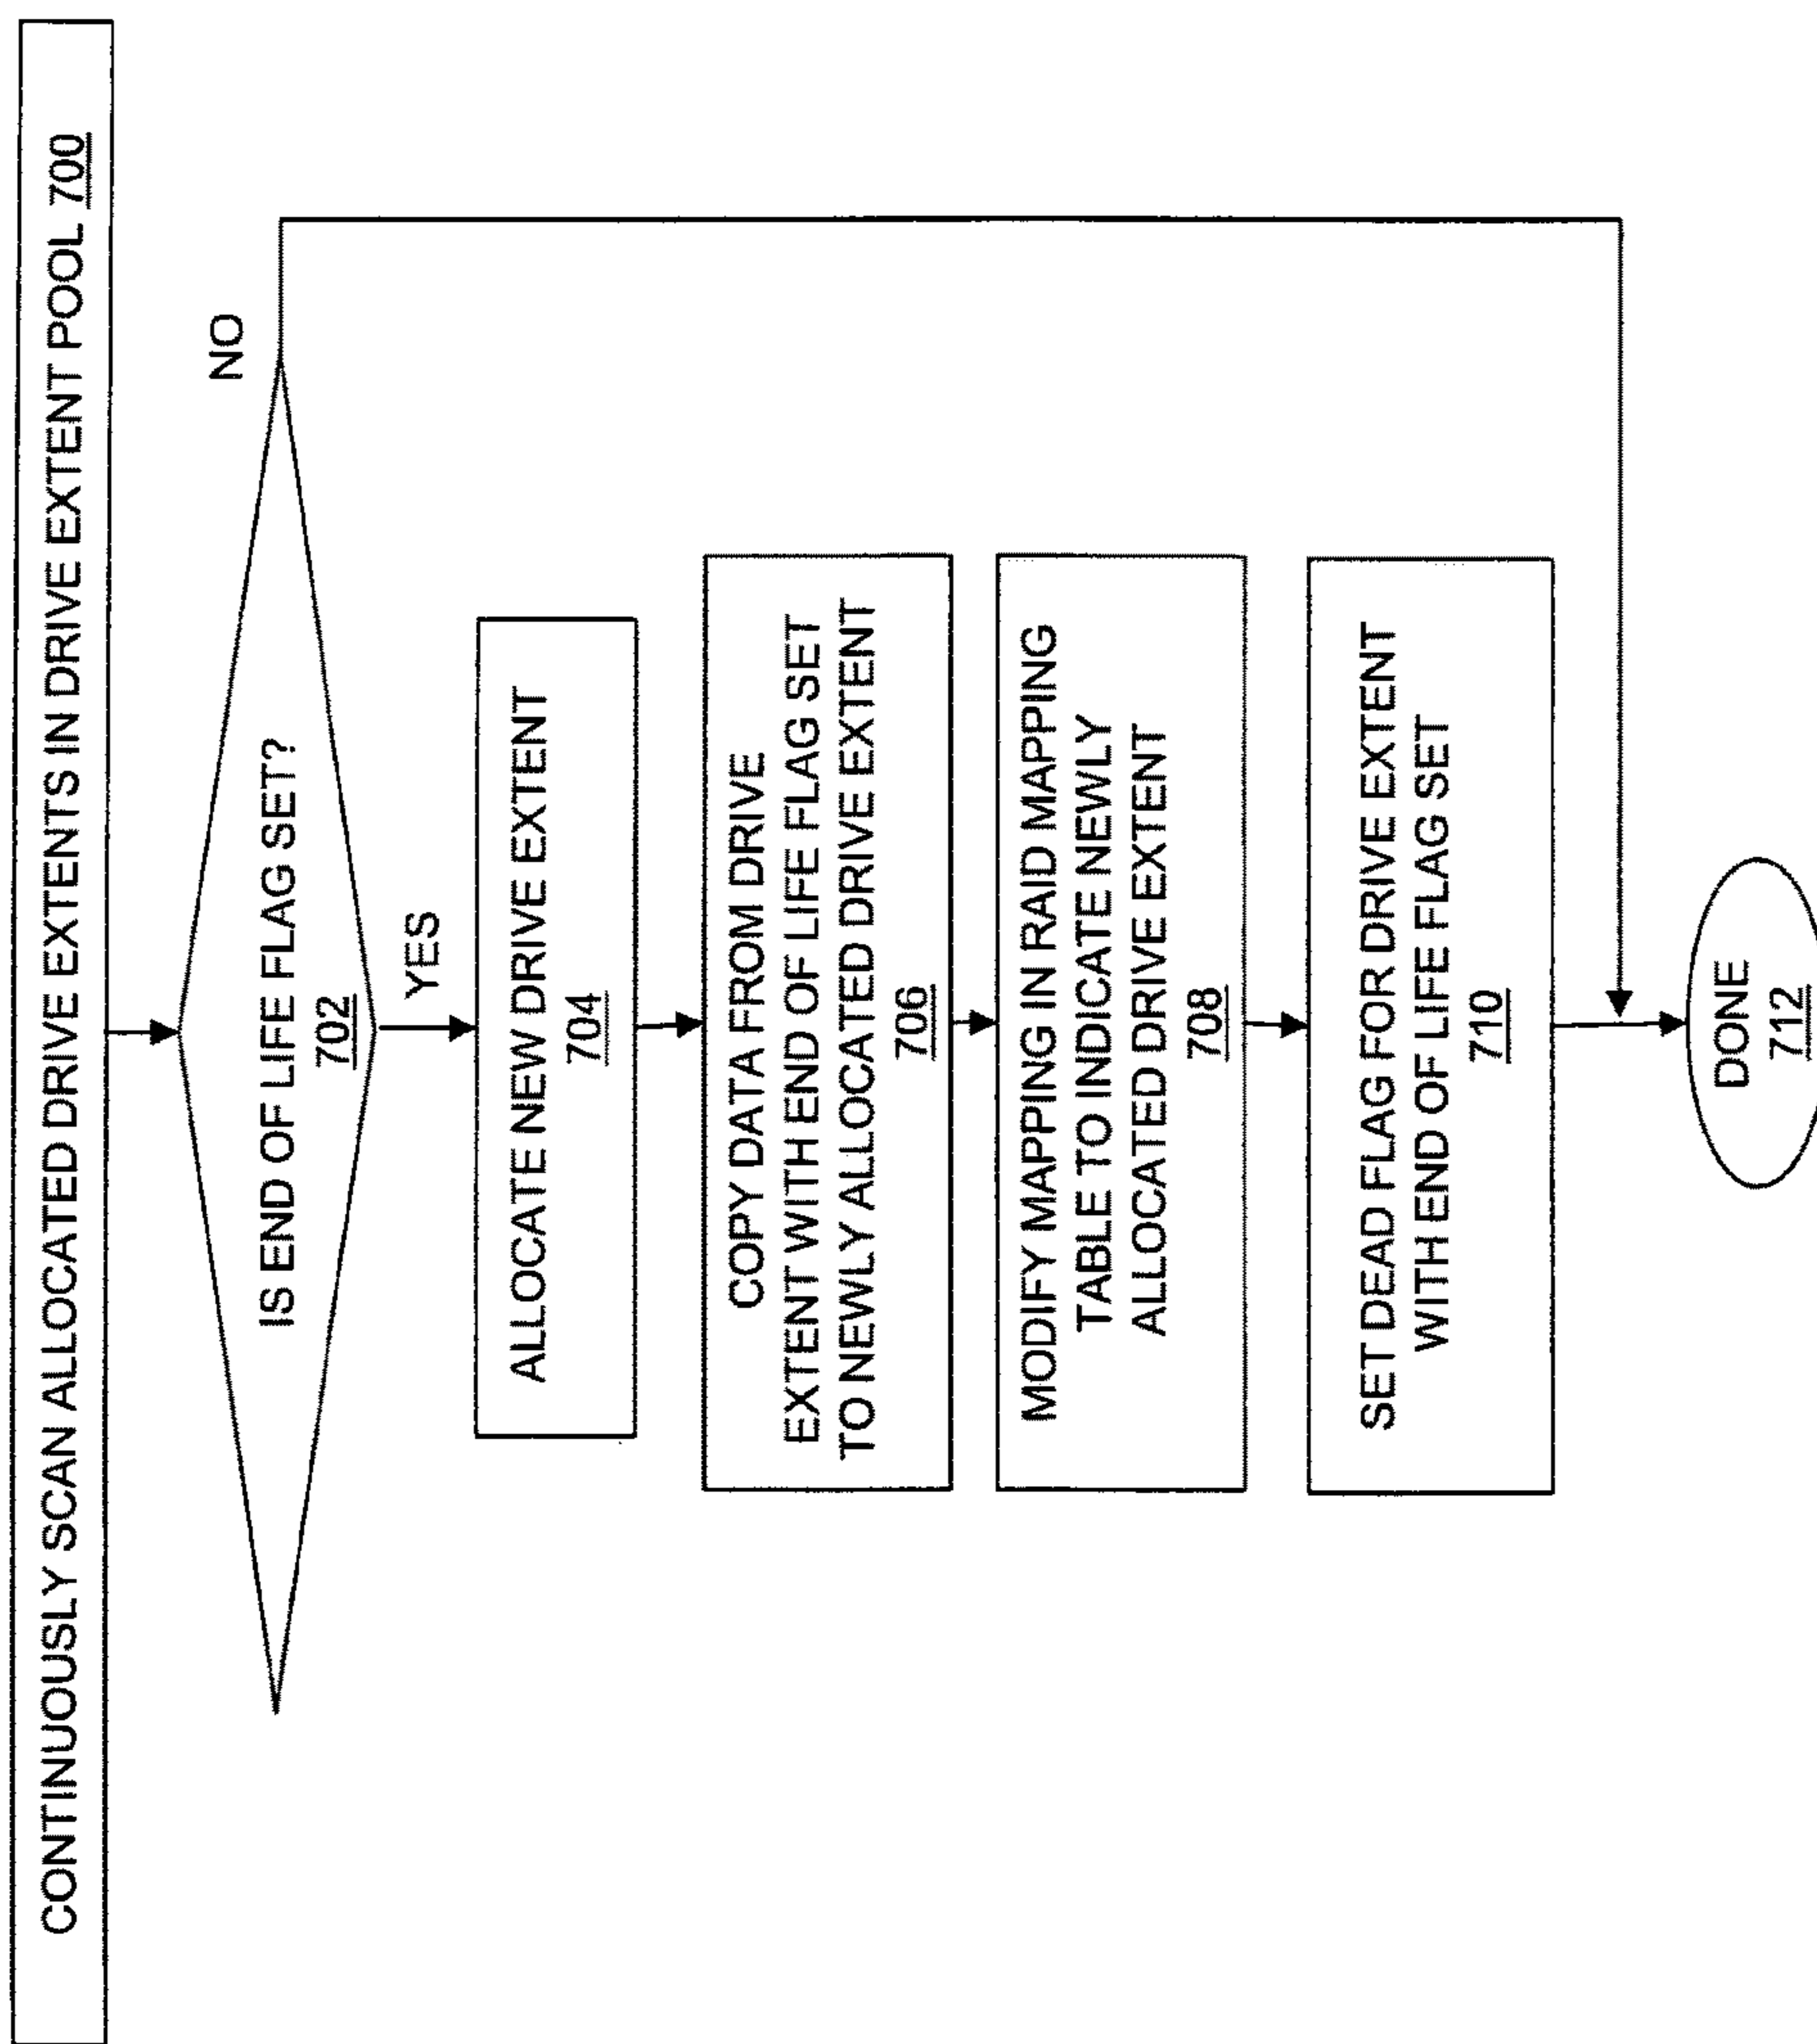 CONTINUOUSLY SCAN ALLOCATED DRIVE EXTENTS IN DRIVE EXTENT POOL 700
IS END OF LIFE FLAG SET?
702
NO
YES
ALLOCATE NEW DRIVE EXTENT
704
COPY DATA FROM DRIVE
EXTENT WITH END OF LIFE FLAG SET
TO NEWLY ALLOCATED DRIVE EXTENT
706
MODIFY MAPPING IN RAID MAPPING
TABLE TO INDICATE NEWLY
ALLOCATED DRIVE EXTENT
708
SET DEAD FLAG FOR DRIVE EXTENT
WITH END OF LIFE FLAG SET
710
DONE
712